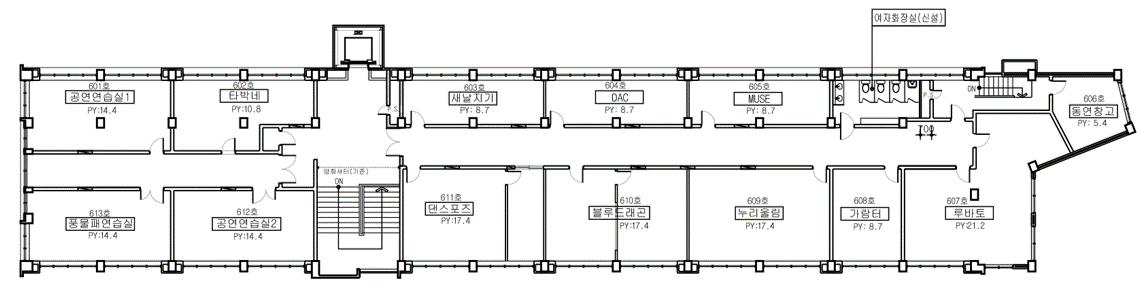 여자화장실(신설)
601호
공연연습실1
PY:14.4
602호
타박네
PY:10.8
P.S
603호
새날지기
PY: 8.7
604호
DAC
PY: 8.7
605호
MUSE
PY: 8.7
P.S
DN
606호
동연창고
PY: 5.4
700
방화셔터(기존)
DN
613호
풍물패연습실
PY:14.4
612호
공연연습실2
PY:14.4
611호
댄스포즈
PY:17.4
610호
블루드래곤
PY:17.4
609호
누리울림
PY:17.4
608호
가람터
PY: 8.7
607호
루바토
PY:21.2